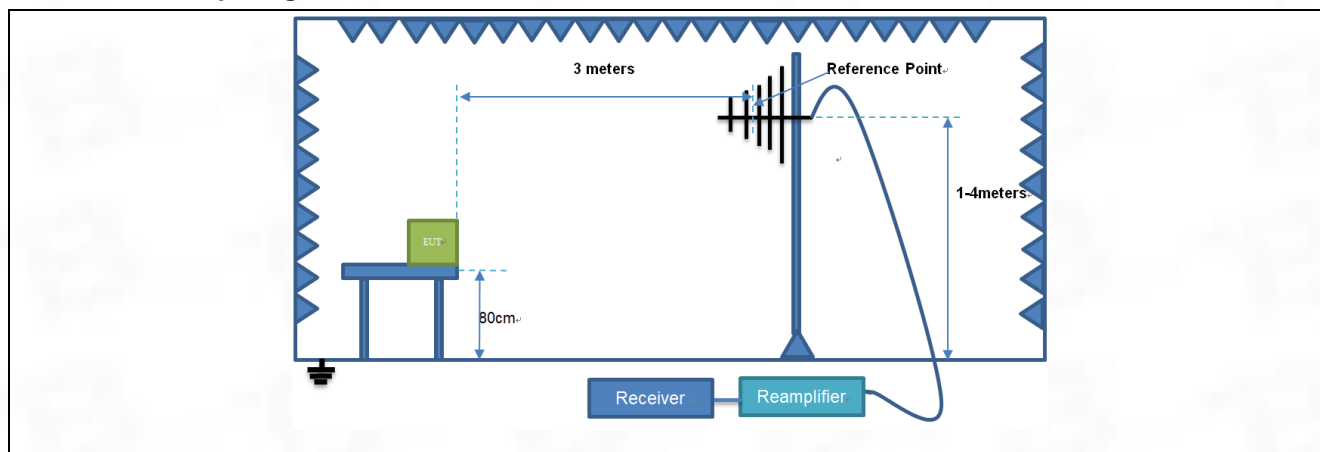 3 meters
Reference Point
1-4meters
EUT
80cm
Receiver
Reamplifier